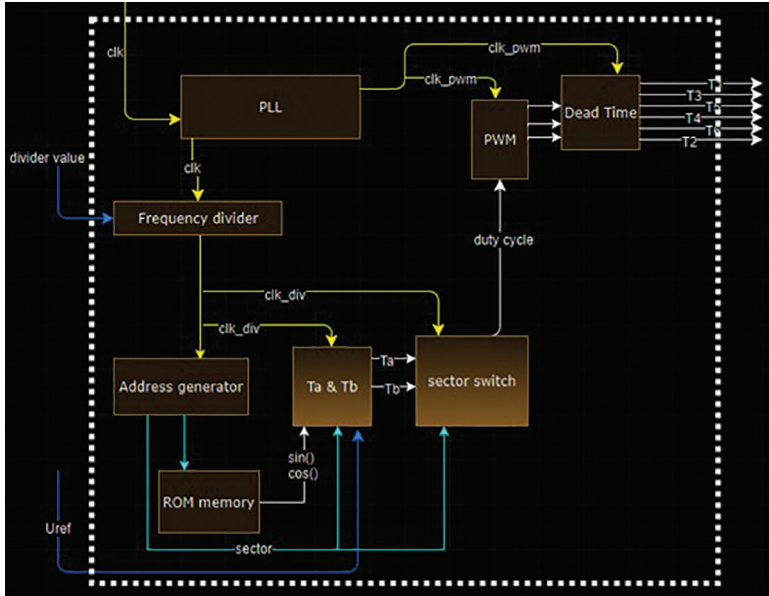 clk
clk_pwm
clk_pwm
PLL
T1
T3
T5
T4
T6
T2
Dead Time
PWM
divider value
clk
Frequency divider
duty cycle
clk_div
clk_div
Address generator
Ta & Tb
Ta
Tb
sector switch
sin()
cos()
ROM memory
Uref
sector